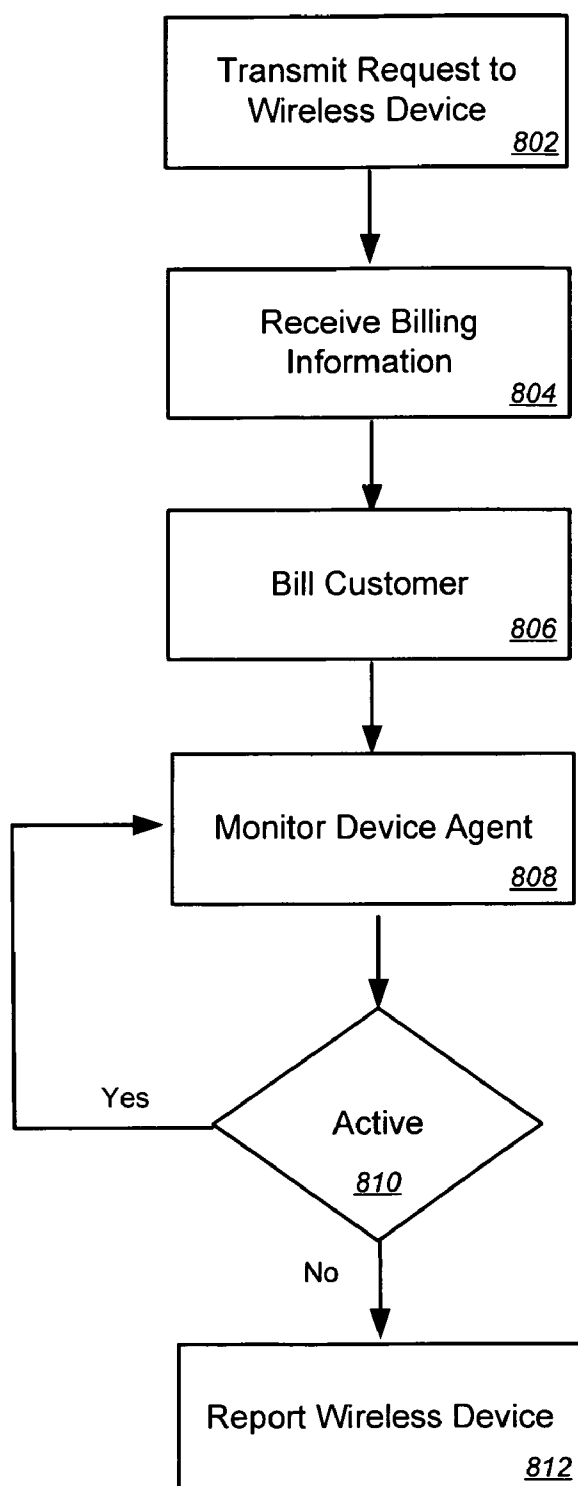 Transmit Request to
Wireless Device
802
Receive Billing
Information
804
Bill Customer
806
Monitor Device Agent
808
Yes
Active
810
No
Report Wireless Device
812